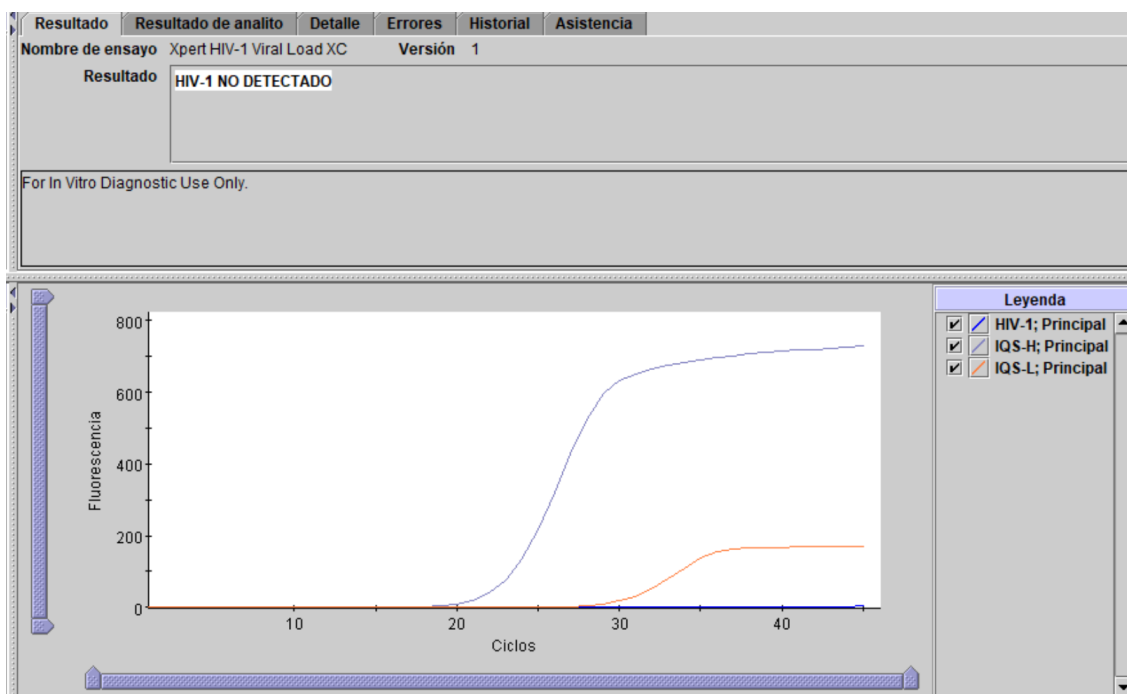 Resultado Resultado de analito Detalle Errores Historial Asistencia
Nombre de ensayo Xpert HIV-1 Viral Load XC Versión 1
Resultado HIV-1 NO DETECTADO
For In Vitro Diagnostic Use Only.
Leyenda
HIV-1; Principal
IQS-H; Principal
IQS-L; Principal
Fluorescencia
800
600
400
200
0
10 20 30 40
Ciclos